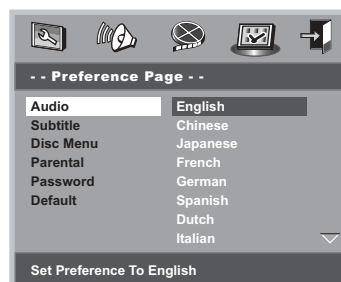 - - Preference Page - -
Audio English
Subtitle Chinese
Disc Menu Japanese
Parental French
Password German
Default Spanish
Dutch
Italian
Set Preference To English